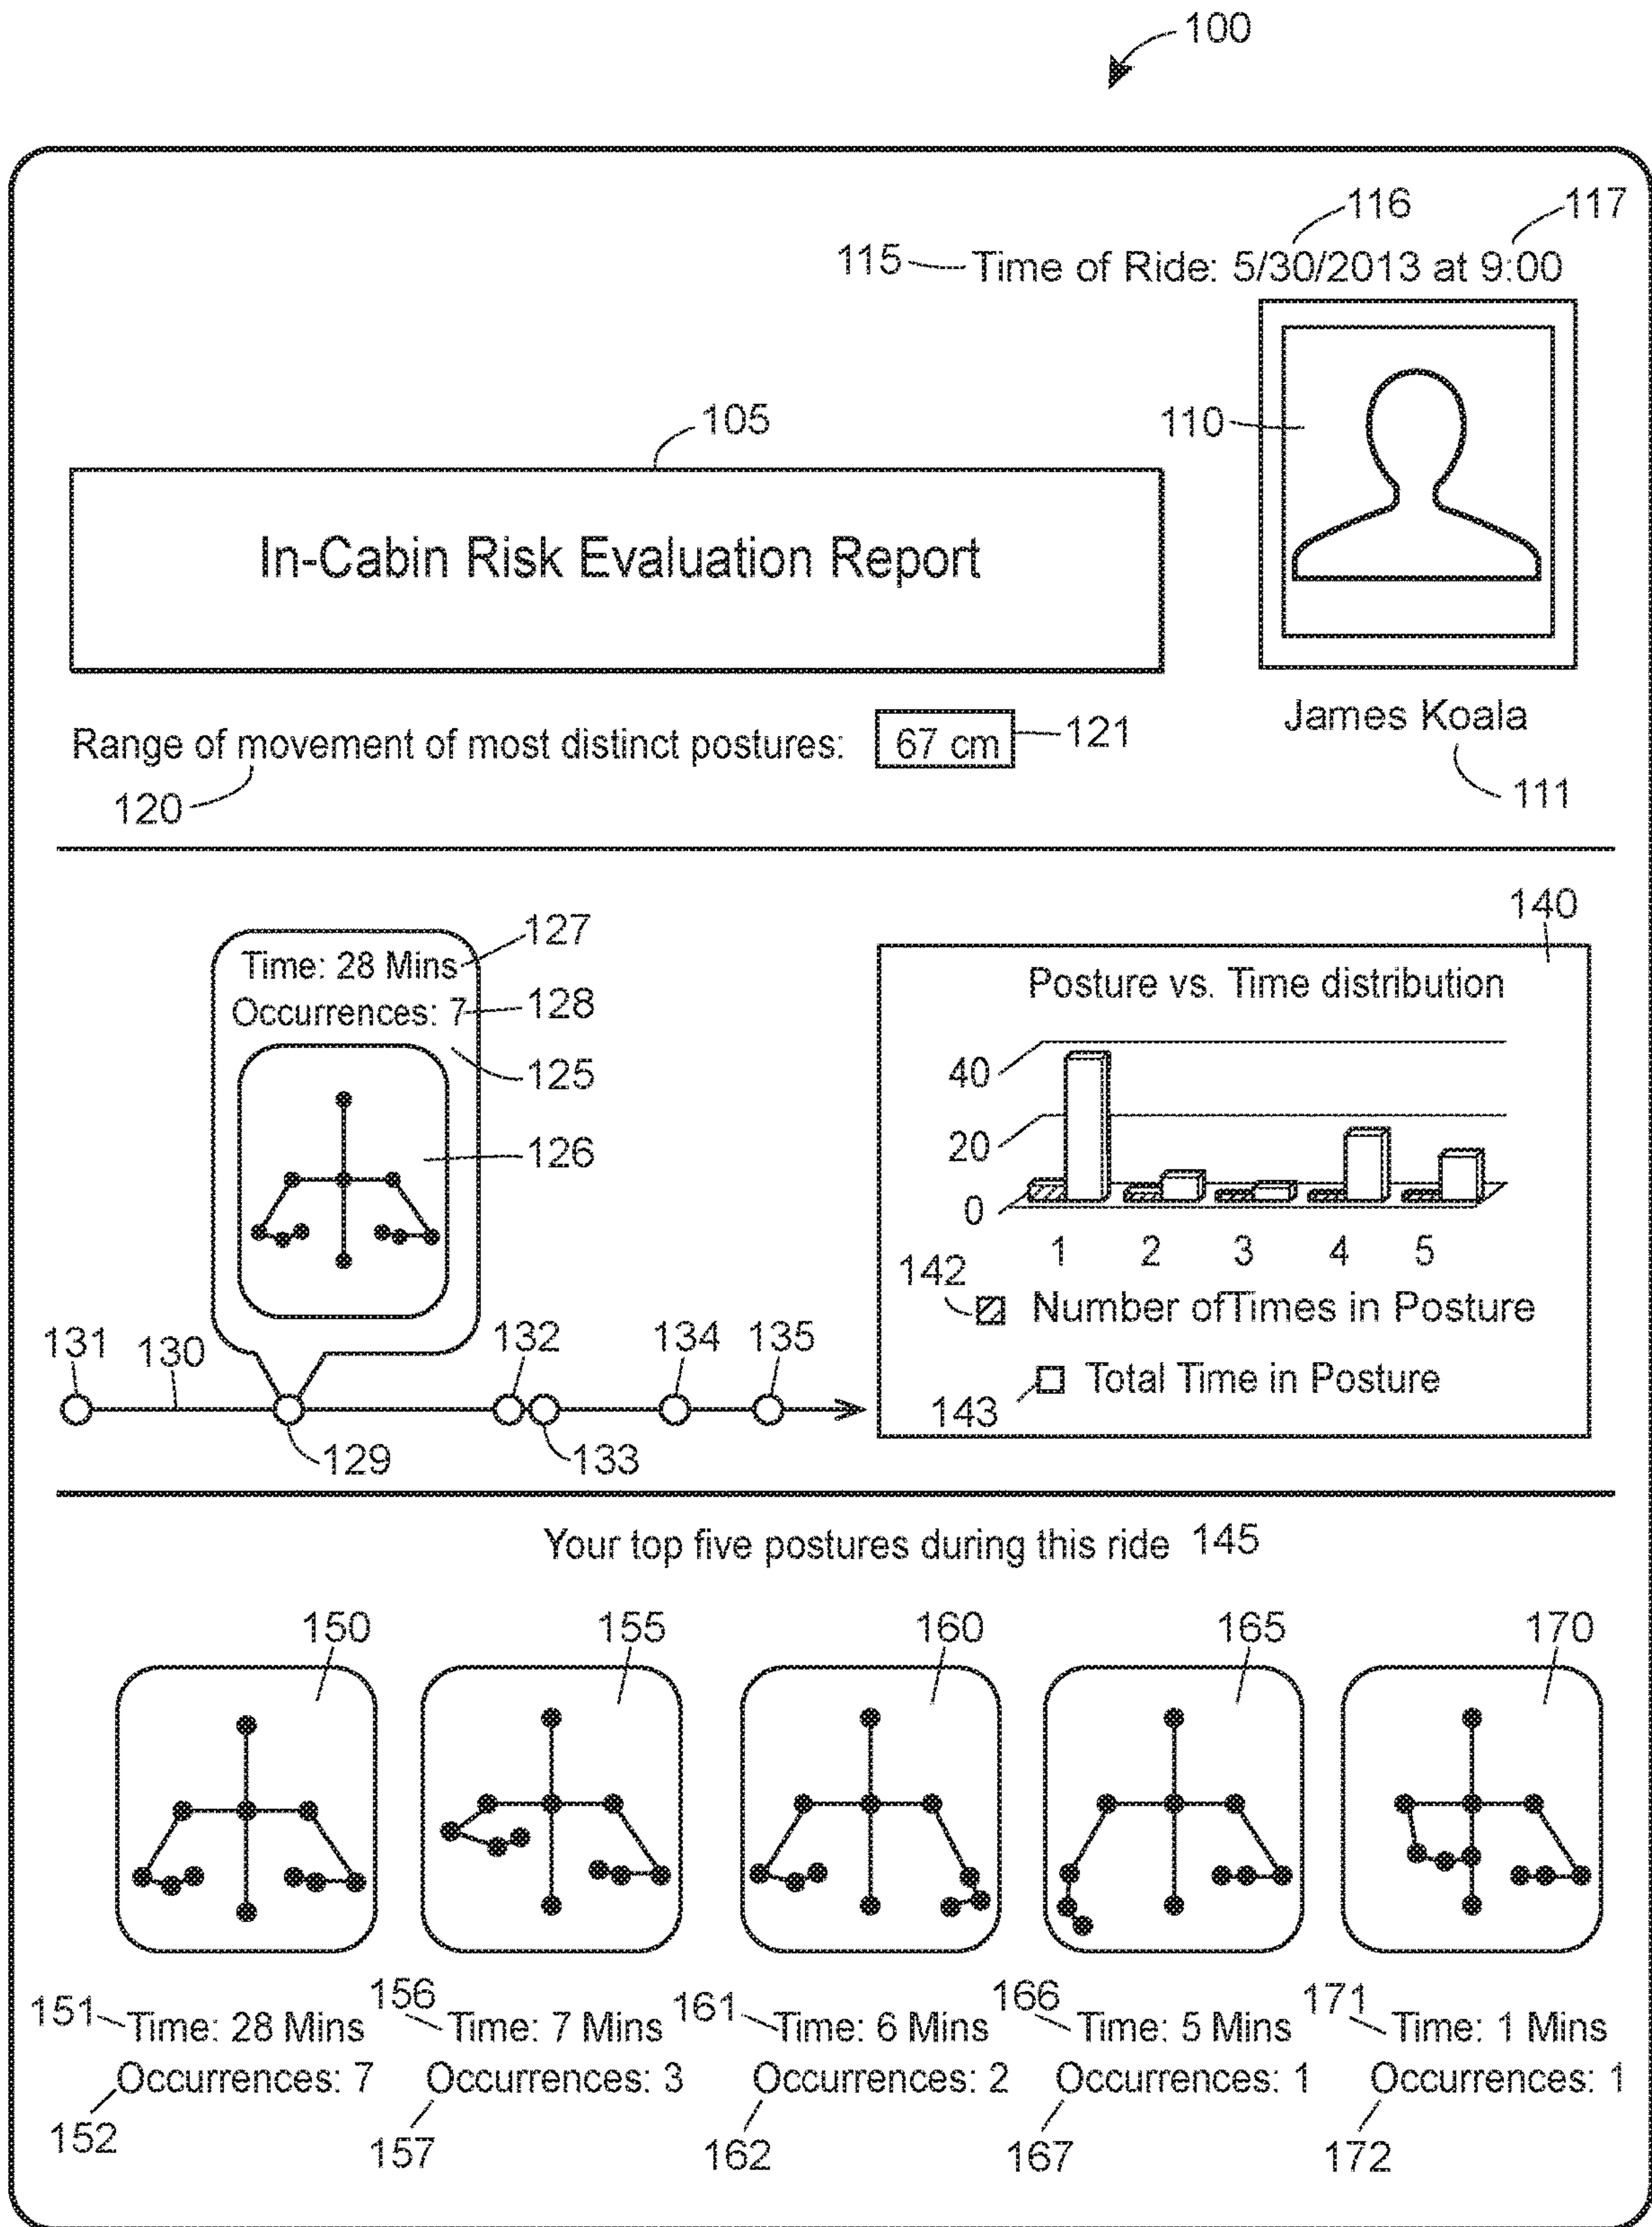 100
116 117
115 Time of Ride: 5/30/2013 at 9:00
105
110
In-Cabin Risk Evaluation Report
James Koala
111
Range of movement of most distinct postures: 67 cm 121
120
Time: 28 Mins 127
Occurrences: 7 128
125
126
131 130 132 134 135
129 133
140
Posture vs. Time distribution
40
20
0
1 2 3 4 5
142
Number ofTimes in Posture
Total Time in Posture
143
Your top five postures during this ride 145
150 155 160 165 170
151 Time: 28 Mins 156 Time: 7 Mins 161 Time: 6 Mins 166 Time: 5 Mins 171 Time: 1 Mins
Occurrences: 7 Occurrences: 3 Occurrences: 2 Occurrences: 1 Occurrences: 1
152 157 162 167 172